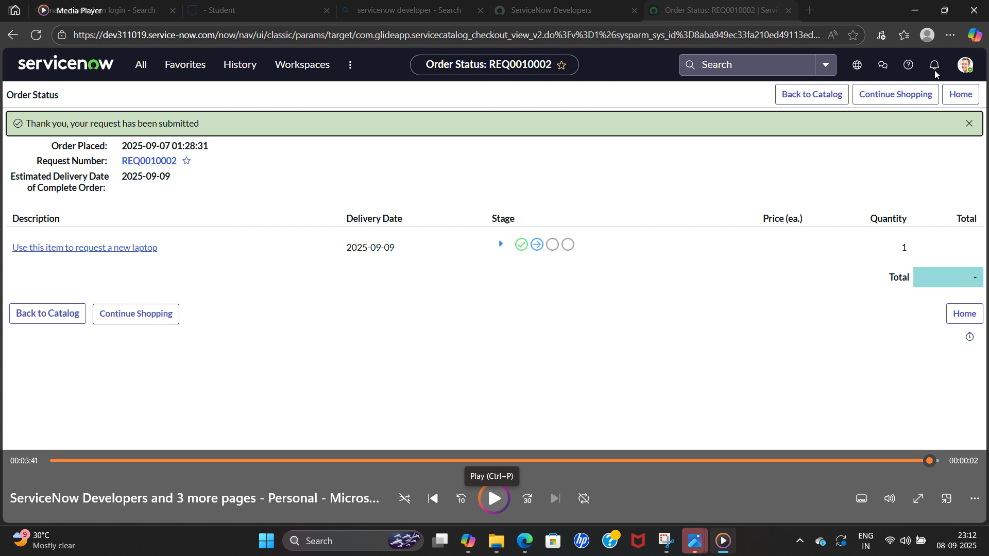 Media Player
login - Search
- Student
servicenow developer - Search
ServiceNow Developers
Order Status: REQ0010002 | Servi
https://dev311019.service-now.com/now/nav/ui/classic/params/target/com.glideapp.servicecatalog_checkout_view_v2.do%3Fv%3D1%26sysparm_sys_id%3D8aba949ec33fa210ed49913ed...
servicenow
All
Favorites
History
Workspaces
Order Status: REQ0010002
Search
Order Status
Back to Catalog
Continue Shopping
Home
Thank you, your request has been submitted
Order Placed: 2025-09-07 01:28:31
Request Number: REQ0010002
Estimated Delivery Date 2025-09-09
of Complete Order:
Description Delivery Date Stage Price (ea.) Quantity Total
Use this item to request a new laptop 2025-09-09 1
Total -
Back to Catalog
Continue Shopping
Home
00:05:41
00:00:02
Play (Ctrl+P)
ServiceNow Developers and 3 more pages - Personal - Micros...
10
30
30°C
Mostly clear
Search
ENG
IN
23:12
08-09-2025